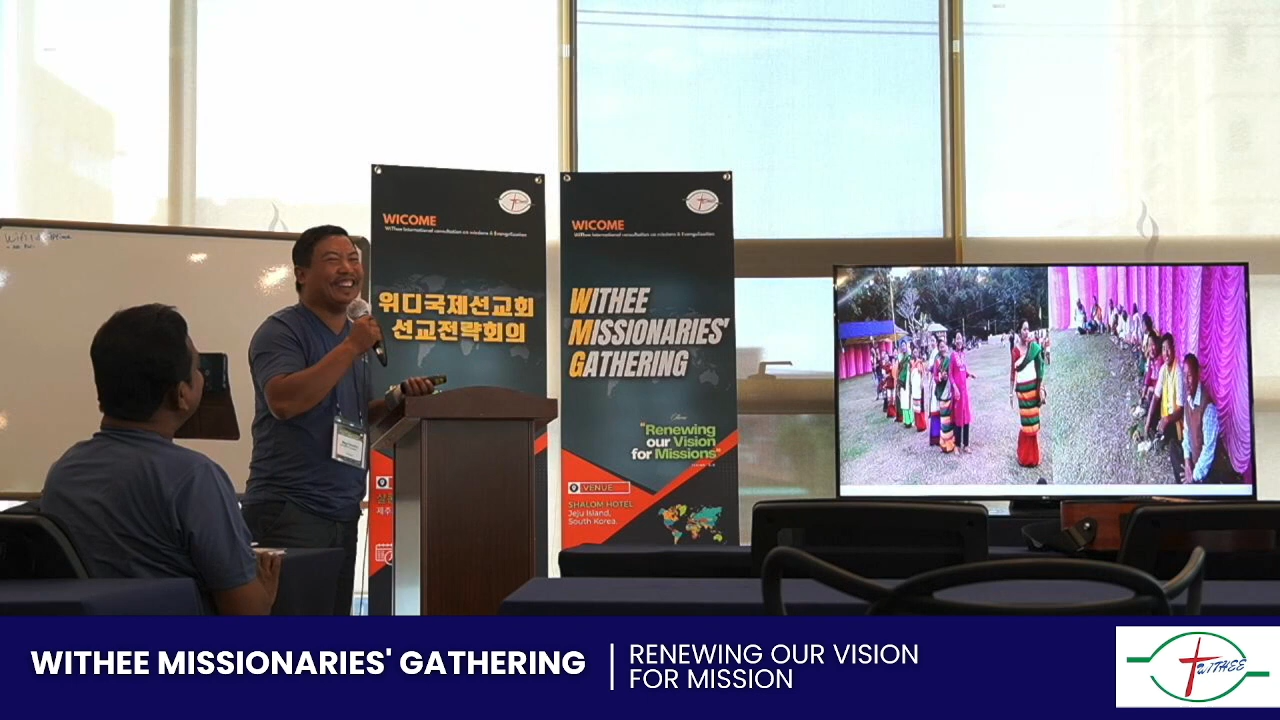 WICOME
WiThee International consultation on missions & Evangelization
위디국제선교회
선교전략회의
WICOME
WiThee International consultation on missions & Evangelization
WITHEE
MISSIONARIES'
GATHERING
"Renewing
our Vision
for Missions"
VENUE
SHALOM HOTEL
Jeju Island,
South Korea.
제주
WITHEE MISSIONARIES' GATHERING
RENEWING OUR VISION
FOR MISSION
WITHEE